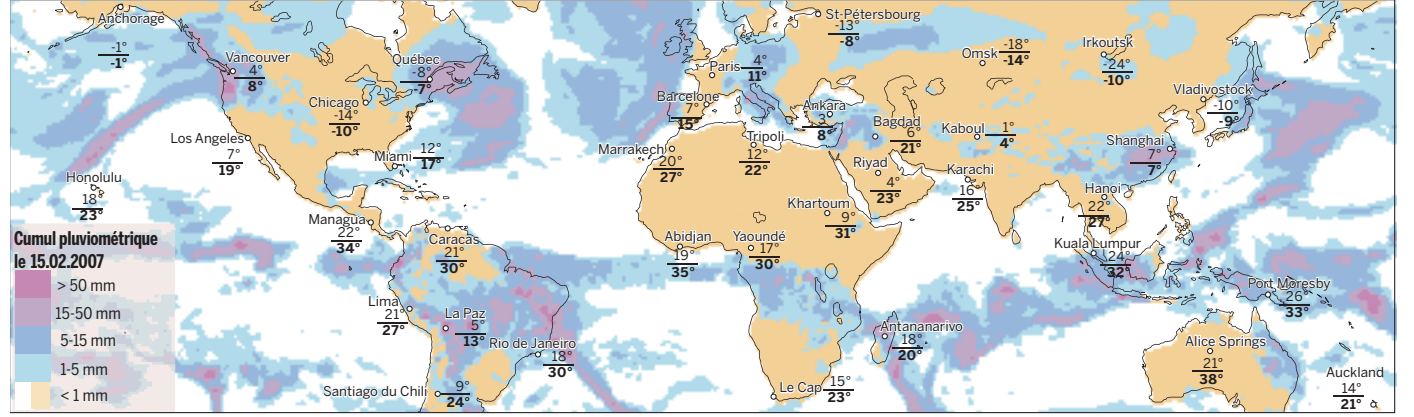 Anchorage
-1°
-1°
Vancouver
4°
8°
Québec
-8°
-7°
Chicago
-14°
-10°
Los Angeles
7°
19°
Miami
12°
17°
Honolulu
18°
23°
Managua
22°
34°
Caracas
21°
30°
Lima
21°
27°
La Paz
5°
13°
Rio de Janeiro
18°
30°
Santiago du Chili
9°
24°
St-Pétersbourg
-13°
-8°
Paris
4°
11°
Barcelone
7°
15°
Ankara
3°
8°
Omsk
-18°
-14°
Irkoutsk
-24°
-10°
Vladivostock
-10°
-9°
Marrakech
20°
27°
Tripoli
12°
22°
Bagdad
6°
21°
Kaboul
1°
4°
Shanghai
7°
7°
Riyad
4°
23°
Karachi
16°
25°
Hanoi
22°
27°
Khartoum
9°
31°
Abidjan
19°
35°
Yaoundé
17°
30°
Kuala Lumpur
24°
32°
Port Moresby
26°
33°
Antananarivo
18°
20°
Alice Springs
21°
38°
Le Cap
15°
23°
Auckland
14°
21°
Cumul pluviométrique
le 15.02.2007
> 50 mm
15-50 mm
5-15 mm
1-5 mm
< 1 mm